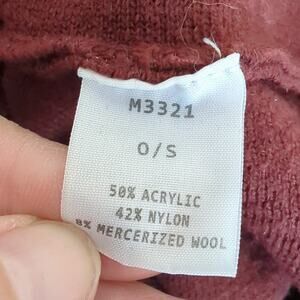 M3321
O/S
50% ACRYLIC
42% NYLON
8% MERCERIZED WOOL